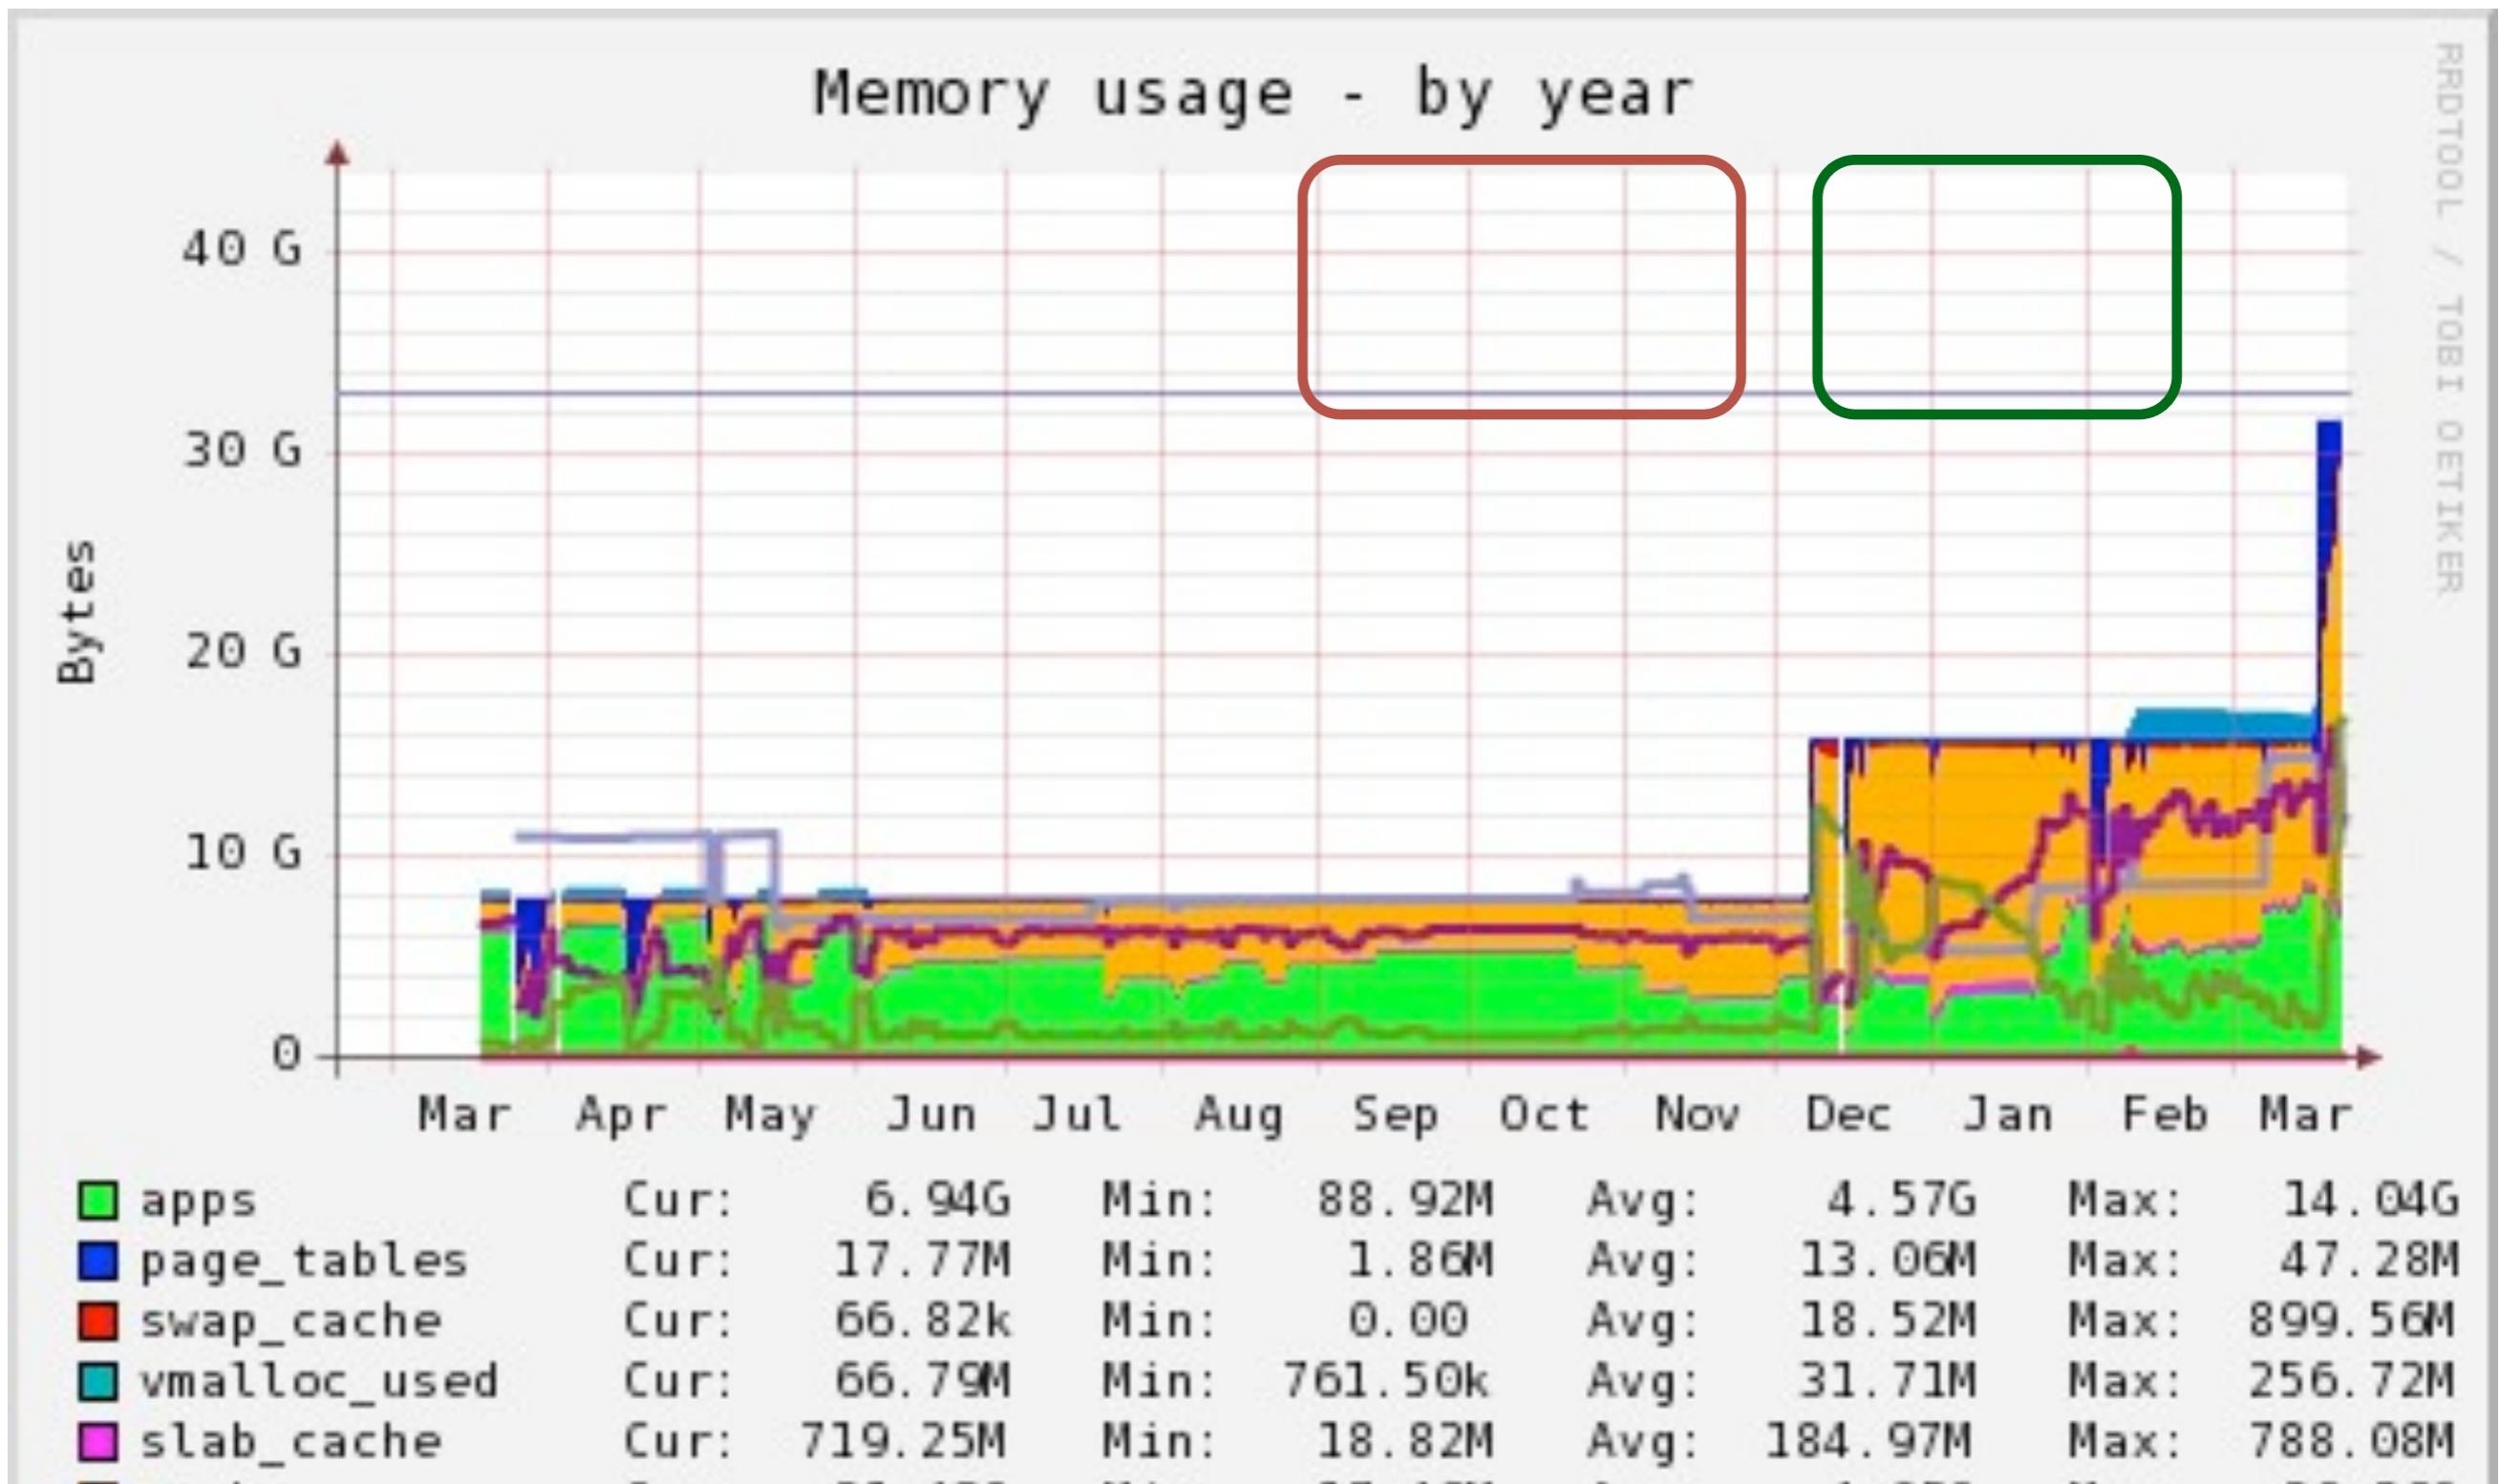 Memory usage - by year
RRDTOOL / TOBI OETIKER
Bytes
40 G
30 G
20 G
10 G
0
Mar Apr May Jun Jul Aug Sep Oct Nov Dec Jan Feb Mar
apps Cur: 6.94G Min: 88.92M Avg: 4.57G Max: 14.04G
page_tables Cur: 17.77M Min: 1.86M Avg: 13.06M Max: 47.28M
swap_cache Cur: 66.82k Min: 0.00 Avg: 18.52M Max: 899.56M
vmalloc_used Cur: 66.79M Min: 761.50k Avg: 31.71M Max: 256.72M
slab_cache Cur: 719.25M Min: 18.82M Avg: 184.97M Max: 788.08M